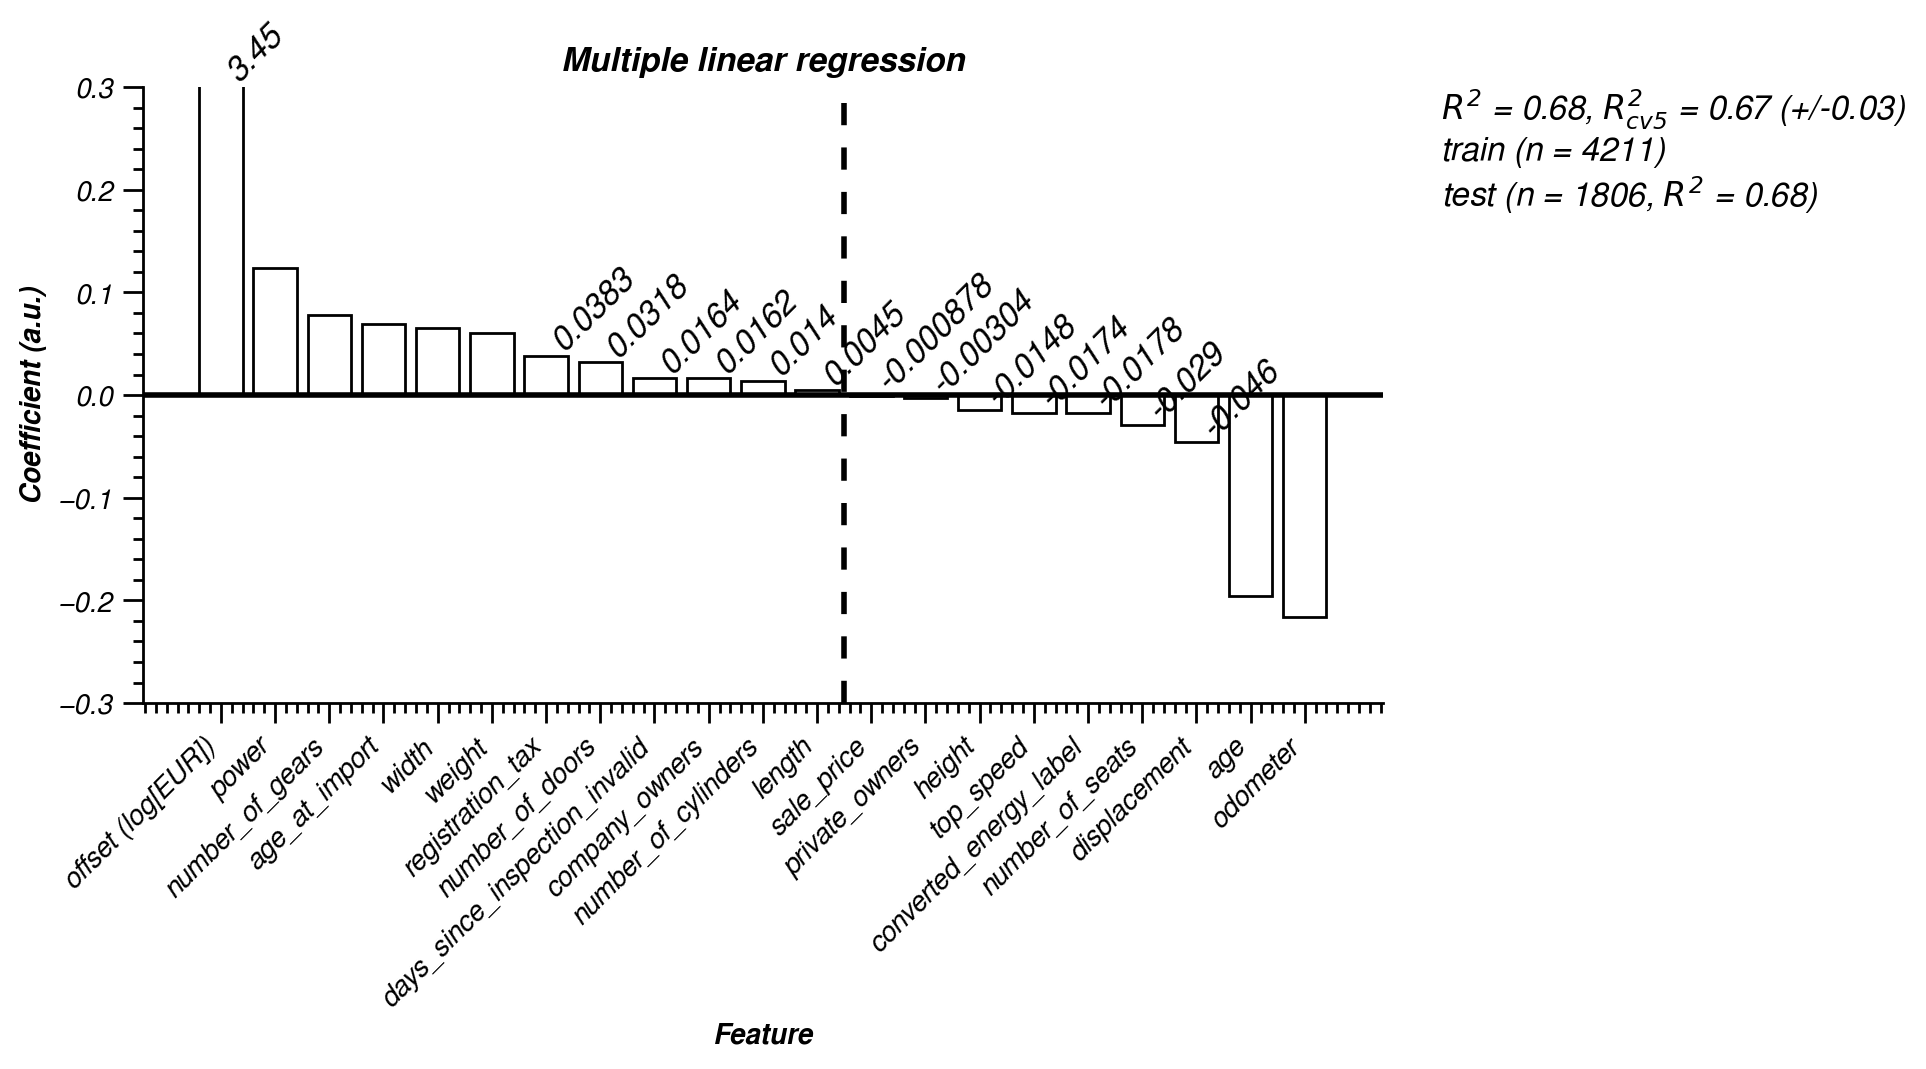 Multiple linear regression
R² = 0.68, R²cv5 = 0.67 (+/-0.03)
train (n = 4211)
test (n = 1806, R² = 0.68)
Coefficient (a.u.)
0.3
0.2
0.1
0.0
−0.1
−0.2
−0.3
3.45
0.0383
0.0318
0.0164
0.0162
0.014
0.0045
-0.000878
-0.00304
-0.0148
-0.0174
-0.0178
-0.029
-0.046
offset (log[EUR])
power
number_of_gears
age_at_import
width
weight
registration_tax
number_of_doors
days_since_inspection_invalid
company_owners
number_of_cylinders
length
sale_price
private_owners
height
top_speed
converted_energy_label
number_of_seats
displacement
age
odometer
Feature